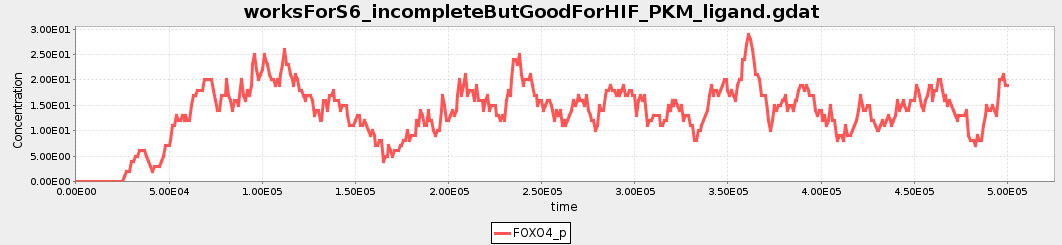 worksForS6_incompleteButGoodForHIF_PKM_ligand.gdat
Concentration
3.00E01
2.00E01
1.00E01
5.00E00
0.00E00
1.50E01
0.00E00 5.00E04 1.00E05 1.50E05 2.00E05 2.50E05 3.00E05 3.50E05 4.00E05 4.50E05 5.00E05
time
FOXO4_p